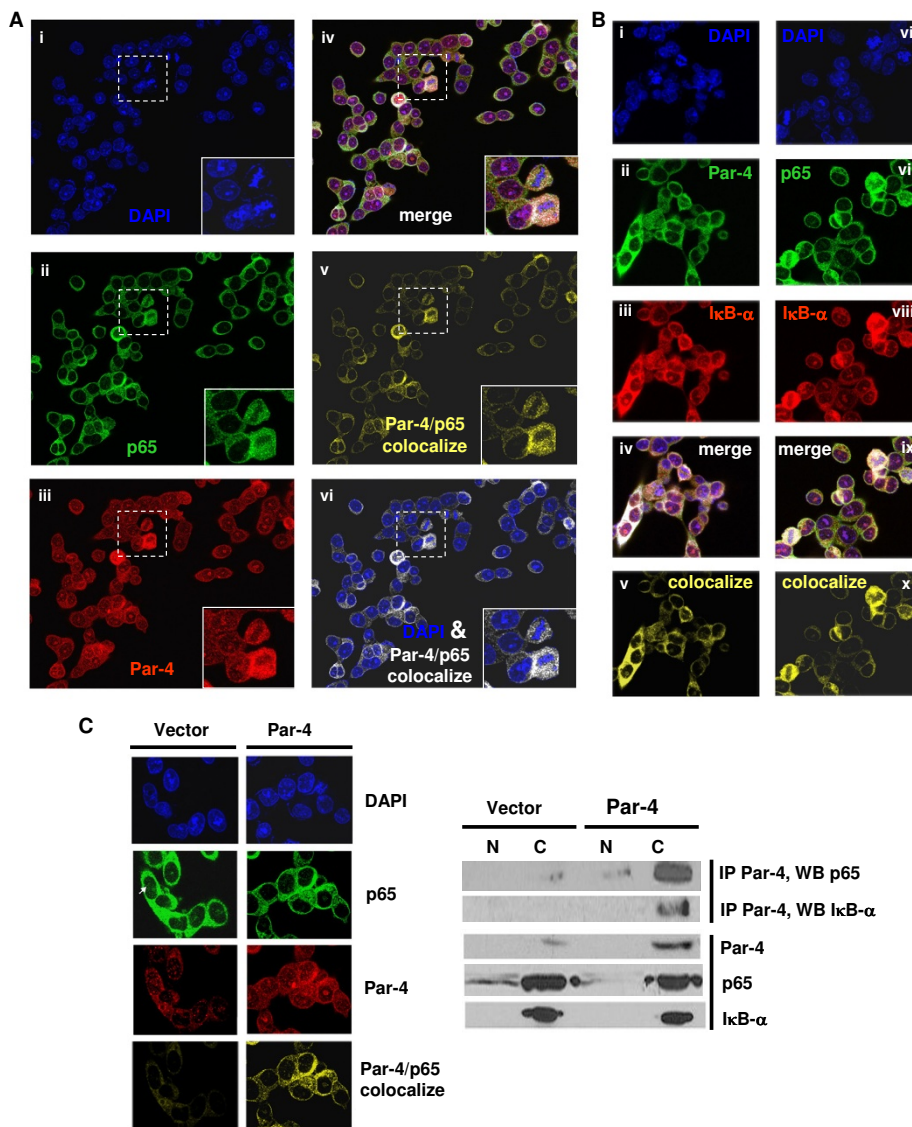 A
i
DAPI
iv
merge
ii
p65
v
Par-4/p65
colocalize
iii
Par-4
vi
DAPI &
Par-4/p65
colocalize
B
i
DAPI
DAPI
vi
ii
Par-4
p65
vii
iii
IκB-α
IκB-α
viii
iv
merge
merge
ix
v
colocalize
colocalize
x
C
Vector
Par-4
DAPI
p65
Par-4
Par-4/p65
colocalize
Vector
Par-4
N
C
N
C
IP Par-4, WB p65
IP Par-4, WB IκB-α
Par-4
p65
IκB-α